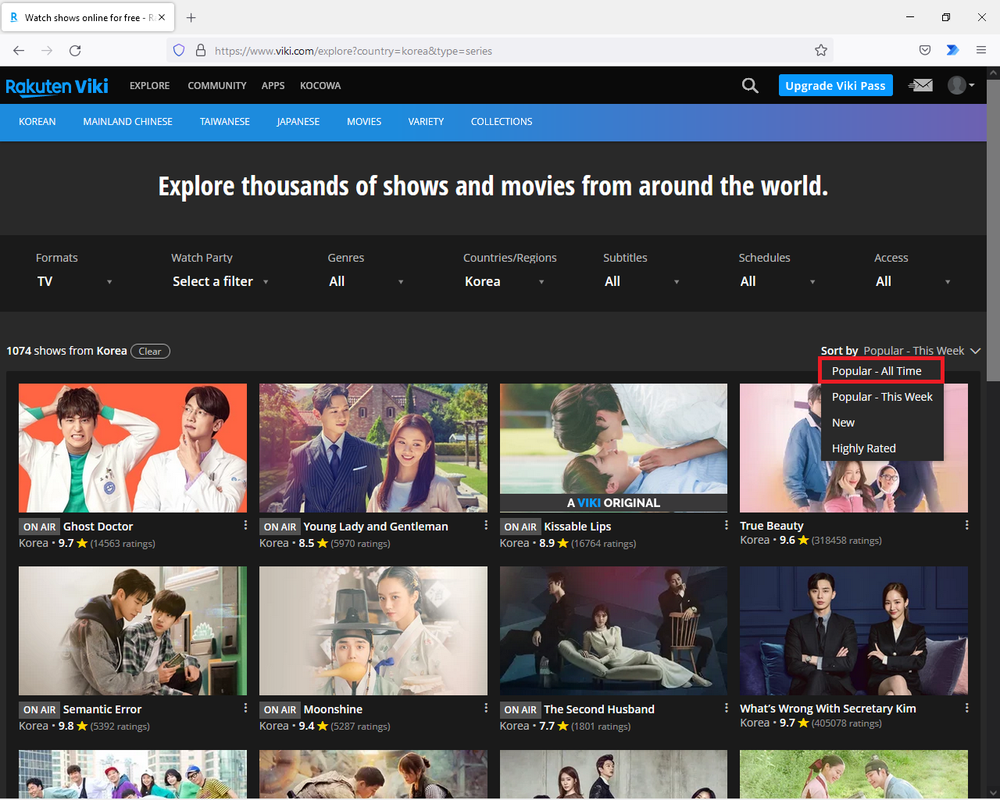 Watch shows online for free - R
https://www.viki.com/explore?country=korea&type=series
Rakuten Viki EXPLORE COMMUNITY APPS KOCOWA Upgrade Viki Pass
KOREAN MAINLAND CHINESE TAIWANESE JAPANESE MOVIES VARIETY COLLECTIONS
Explore thousands of shows and movies from around the world.
Formats Watch Party Genres Countries/Regions Subtitles Schedules Access
TV Select a filter All Korea All All All
1074 shows from Korea Clear Sort by Popular - This Week
Popular - All Time
Popular - This Week
New
Highly Rated
A VIKI ORIGINAL
ON AIR Ghost Doctor ON AIR Young Lady and Gentleman ON AIR Kissable Lips True Beauty
Korea • 9.7 (14563 ratings) Korea • 8.5 (5970 ratings) Korea • 8.9 (16764 ratings) Korea • 9.6 (318458 ratings)
ON AIR Semantic Error ON AIR Moonshine ON AIR The Second Husband What's Wrong With Secretary Kim
Korea • 9.8 (5392 ratings) Korea • 9.4 (5287 ratings) Korea • 7.7 (1801 ratings) Korea • 9.7 (405078 ratings)